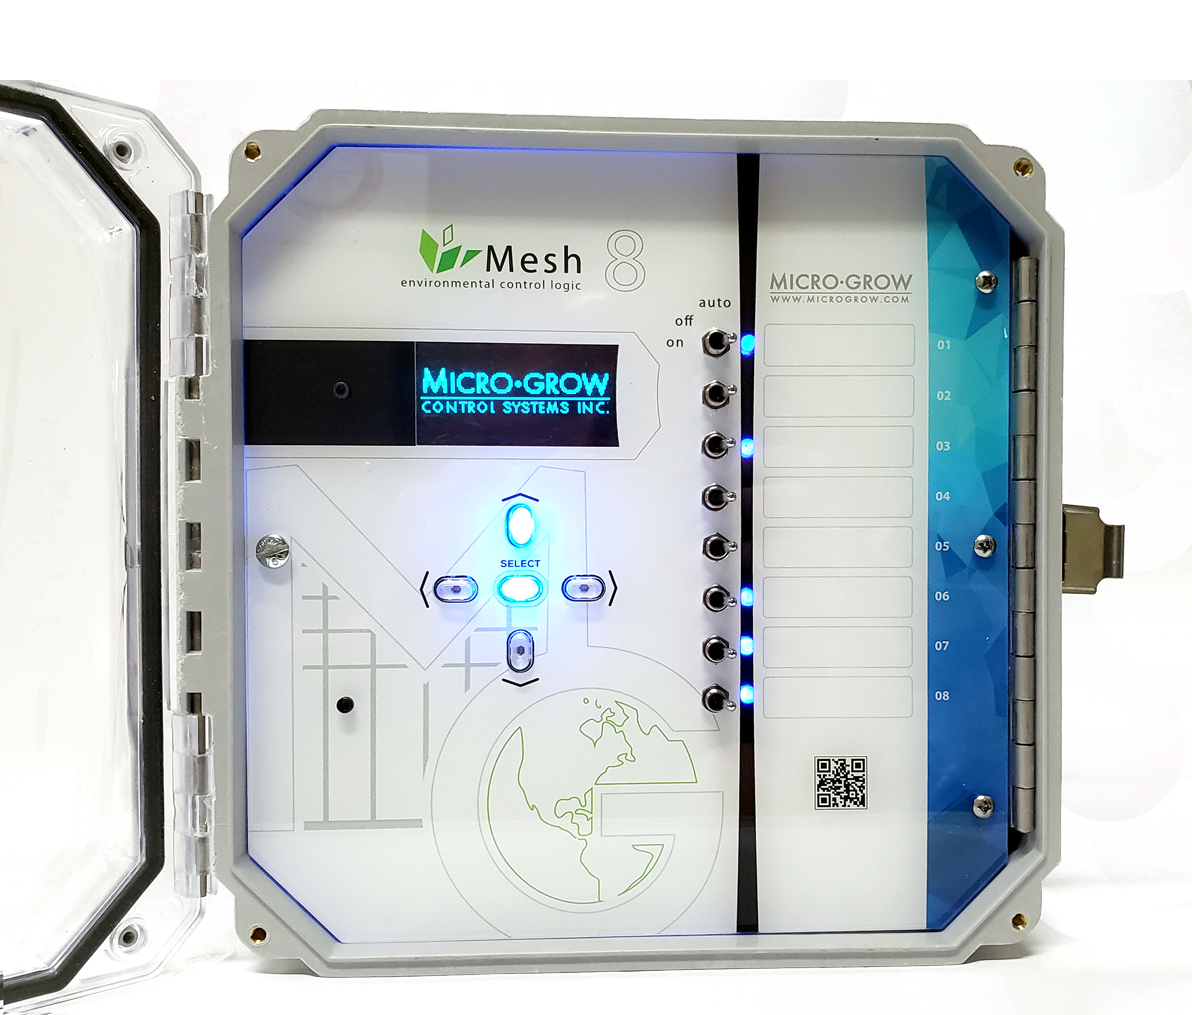 Mesh 8
environmental control logic
MICRO·GROW
WWW.MICROGROW.COM
auto
off
on
MICRO·GROW
CONTROL SYSTEMS INC.
SELECT
01
02
03
04
05
06
07
08